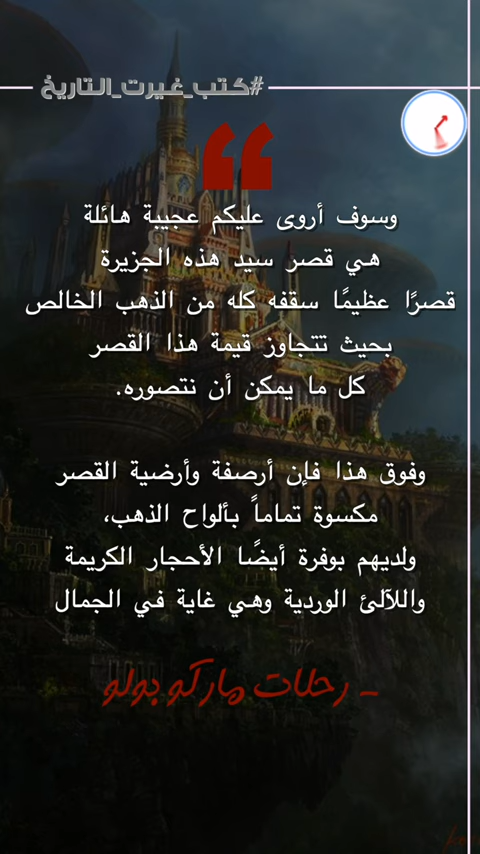 #كتب_غيرت_التاريخ
❝
وسوف أروى عليكم عجيبة هائلة
هي قصر سيد هذه الجزيرة
قصرًا عظيمًا سقفه كله من الذهب الخالص
بحيث تتجاوز قيمة هذا القصر
كل ما يمكن أن نتصوره.
وفوق هذا فإن أرصفة وأرضية القصر
مكسوة تماماً بألواح الذهب،
ولديهم بوفرة أيضًا الأحجار الكريمة
واللآلئ الوردية وهي غاية في الجمال
- رحلات ماركو بولو